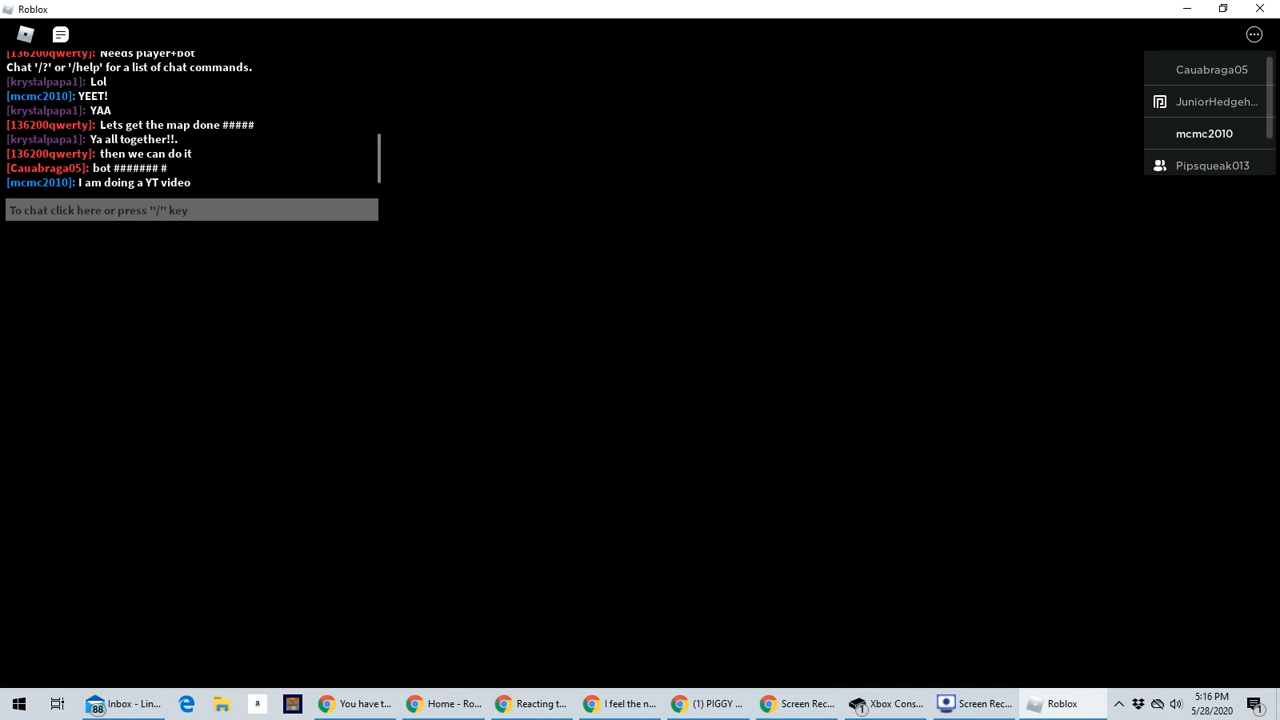 Roblox
[136200qwerty]: Needs player+bot
Chat '/?' or '/help' for a list of chat commands.
[krystalpapa1]: Lol
[mcmc2010]: YEET!
[krystalpapa1]: YAA
[136200qwerty]: Lets get the map done #####
[krystalpapa1]: Ya all together!!.
[136200qwerty]: then we can do it
[Cauabraga05]: bot ####### #
[mcmc2010]: I am doing a YT video
To chat click here or press "/" key
Cauabraga05
JuniorHedgeh...
mcmc2010
Pipsqueak013
88
Inbox - Lin...
a
You have t...
Home - Ro...
Reacting t...
I feel the n...
(1) PIGGY ...
Screen Rec...
1
Xbox Cons...
Screen Rec...
Roblox
5:16 PM
5/28/2020
1